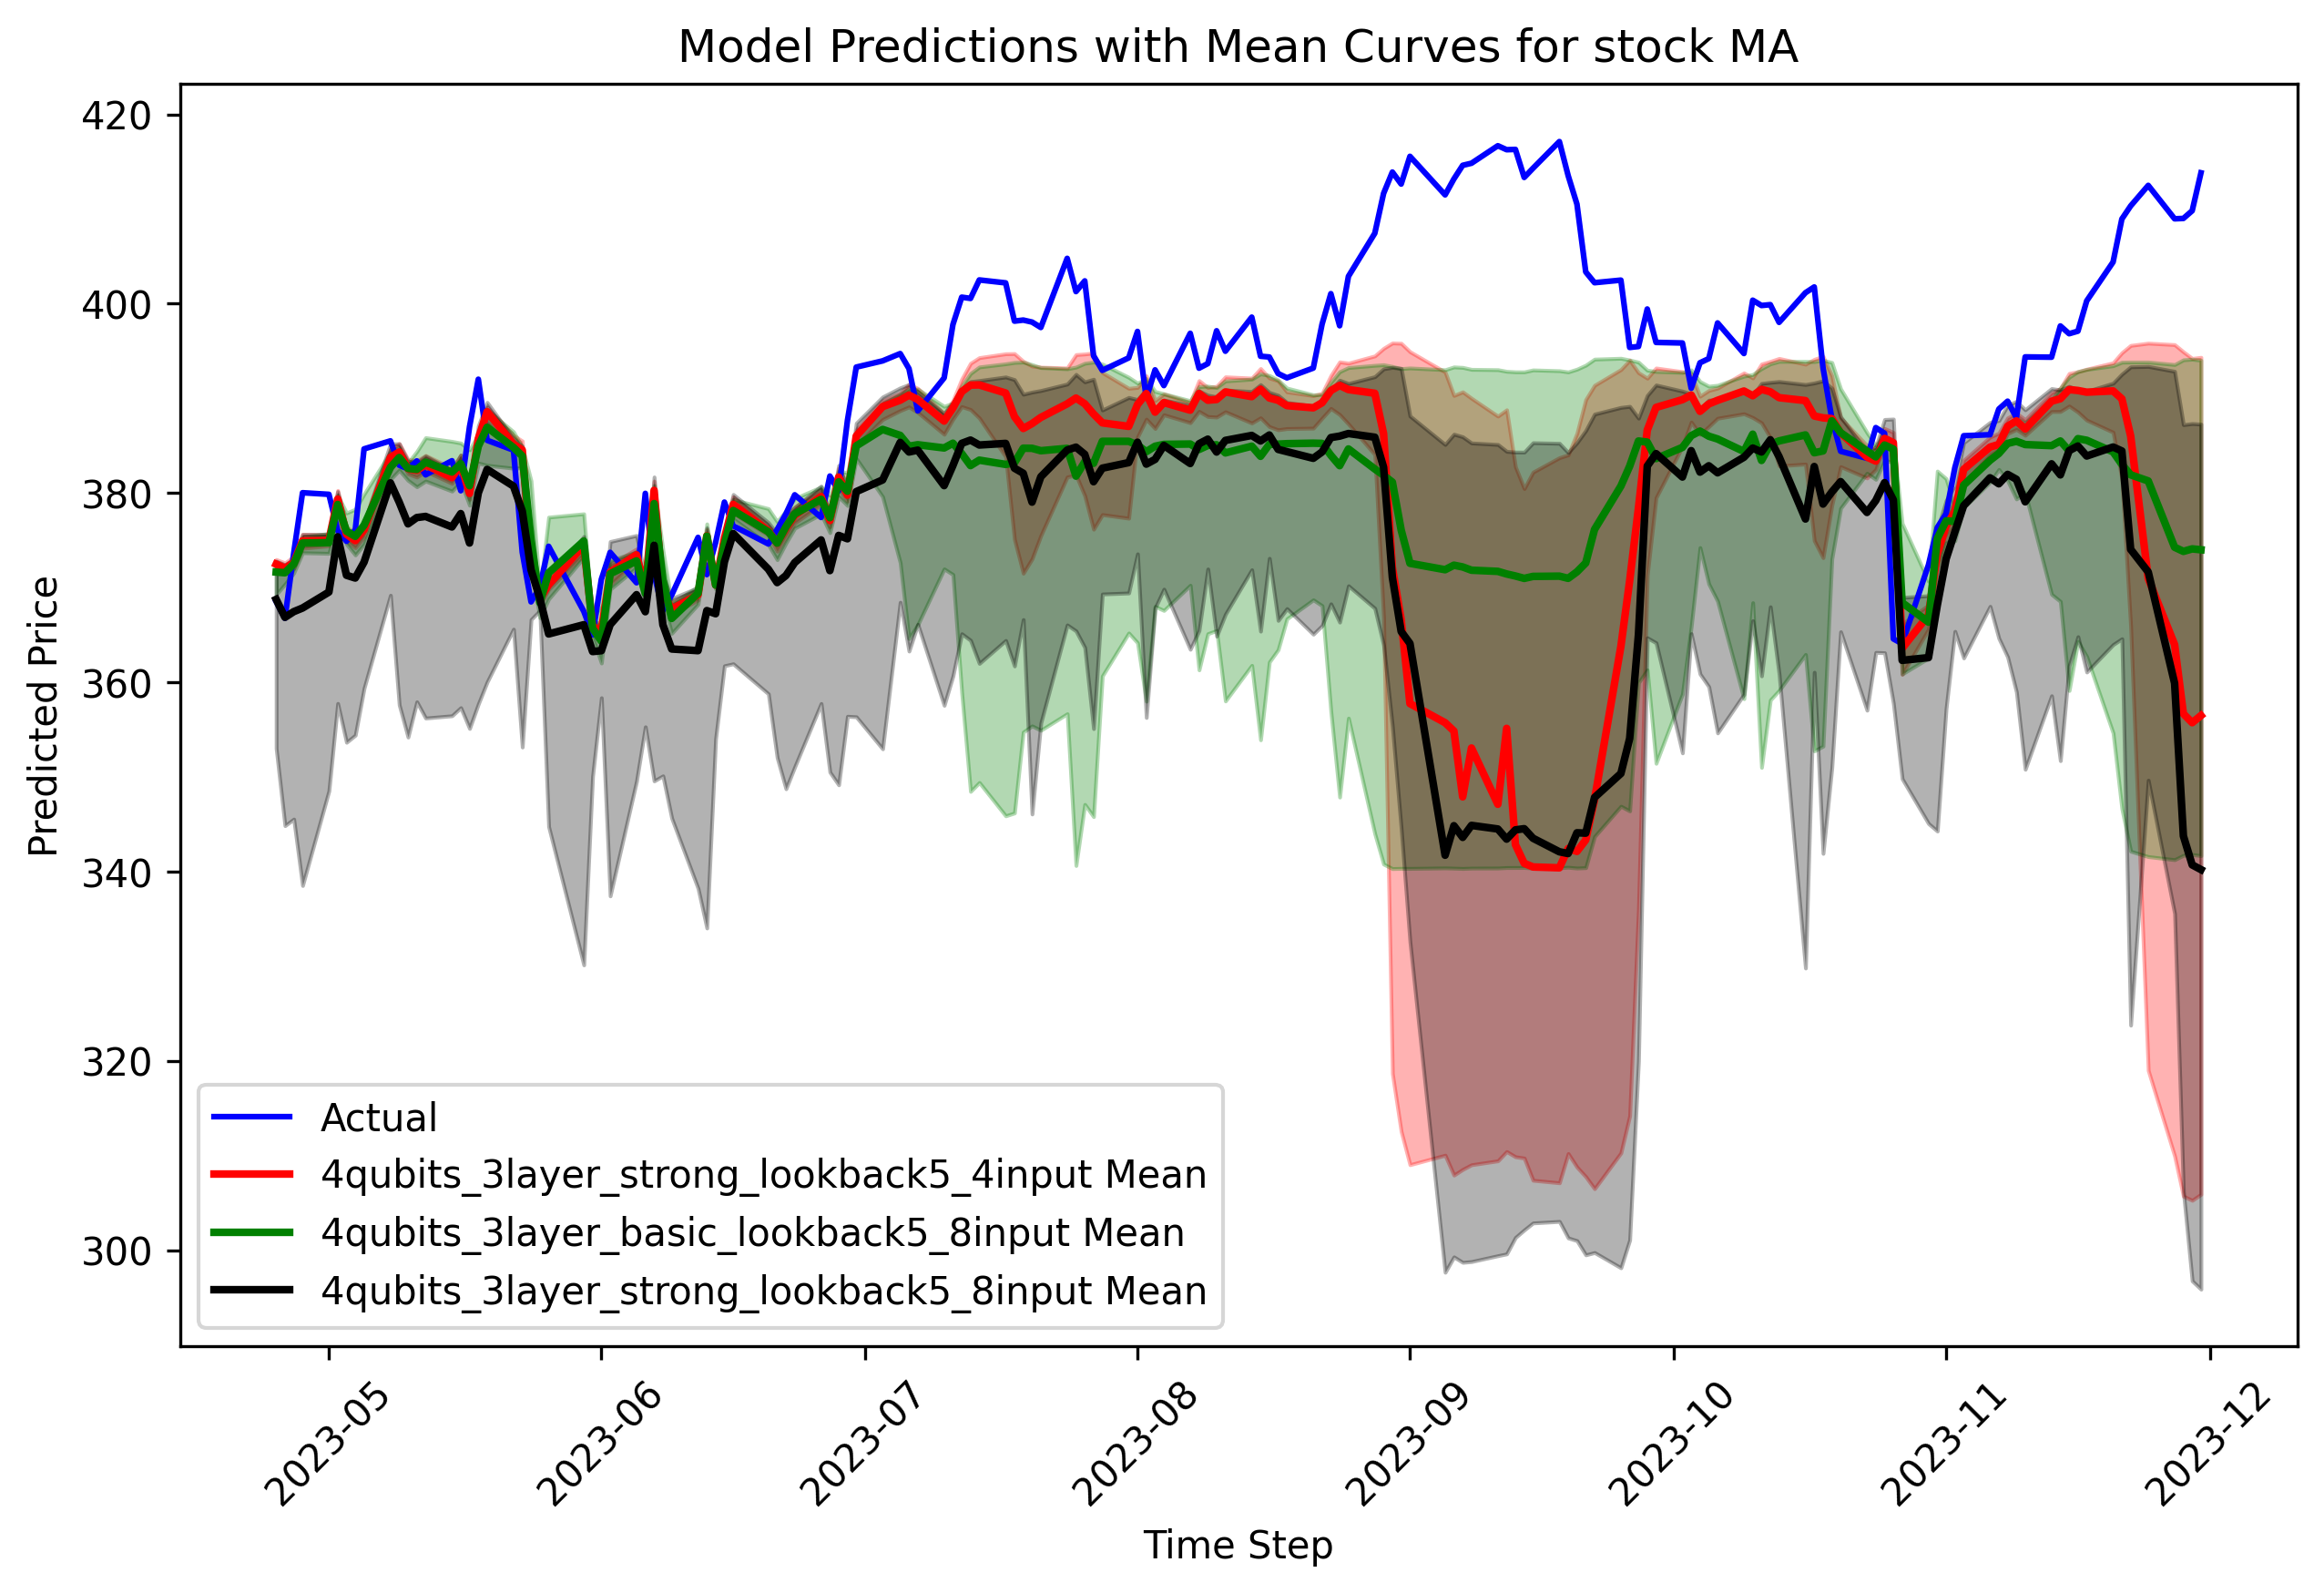 Model Predictions with Mean Curves for stock MA
Predicted Price
420
400
380
360
340
320
300
Actual
4qubits_3layer_strong_lookback5_4input Mean
4qubits_3layer_basic_lookback5_8input Mean
4qubits_3layer_strong_lookback5_8input Mean
2023-05
2023-06
2023-07
2023-08
2023-09
2023-10
2023-11
2023-12
Time Step